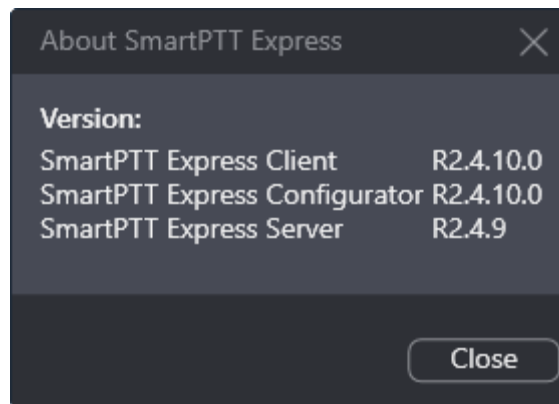 About SmartPTT Express
Version:
SmartPTT Express Client R2.4.10.0
SmartPTT Express Configurator R2.4.10.0
SmartPTT Express Server R2.4.9
Close